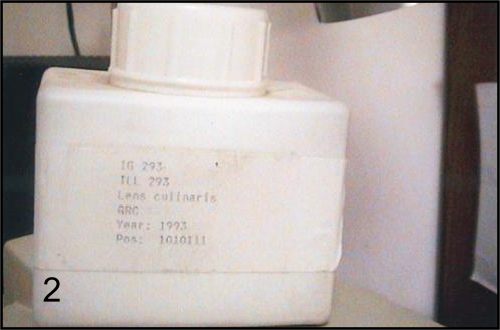 IG 293
ILL 293
Lens culinaris
GRC
Year: 1993
Pos: 1010111
2